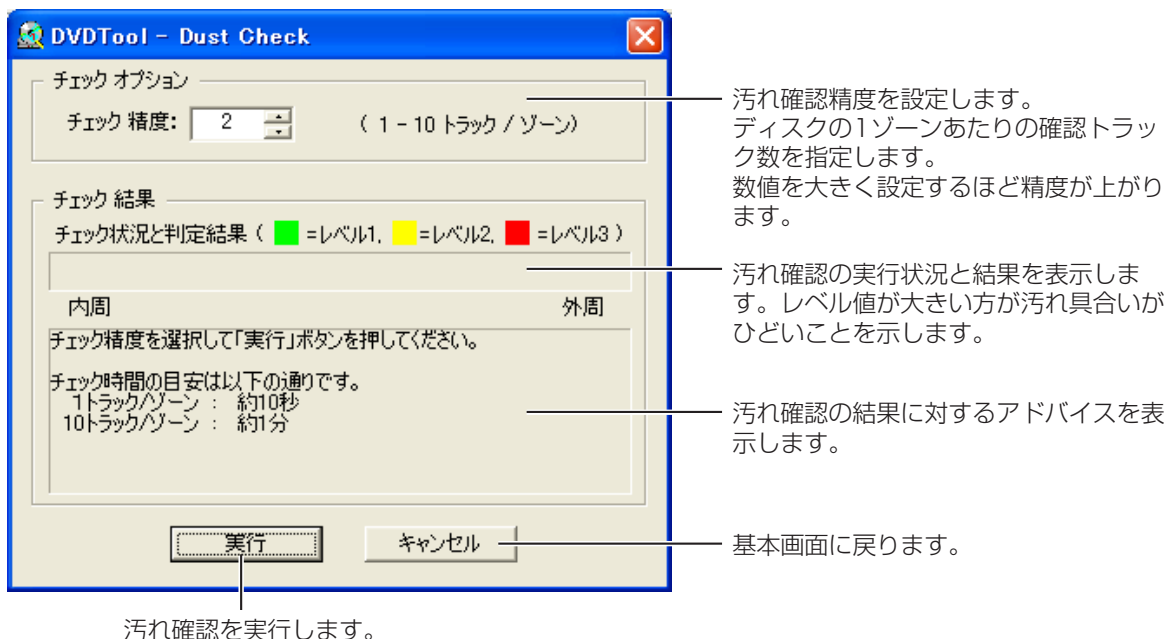 DVDTool - Dust Check
チェック オプション
チェック 精度: 2 ( 1 - 10 トラック / ゾーン)
汚れ確認精度を設定します。
ディスクの1ゾーンあたりの確認トラッ
ク数を指定します。
数値を大きく設定するほど精度が上がり
ます。
チェック 結果
チェック状況と判定結果 ( =レベル1, =レベル2, =レベル3 )
内周 外周
汚れ確認の実行状況と結果を表示しま
す。レベル値が大きい方が汚れ具合いが
ひどいことを示します。
チェック精度を選択して「実行」ボタンを押してください。
チェック時間の目安は以下の通りです。
1トラック/ゾーン : 約10秒
10トラック/ゾーン : 約1分
汚れ確認の結果に対するアドバイスを表
示します。
実行 キャンセル
基本画面に戻ります。
汚れ確認を実行します。